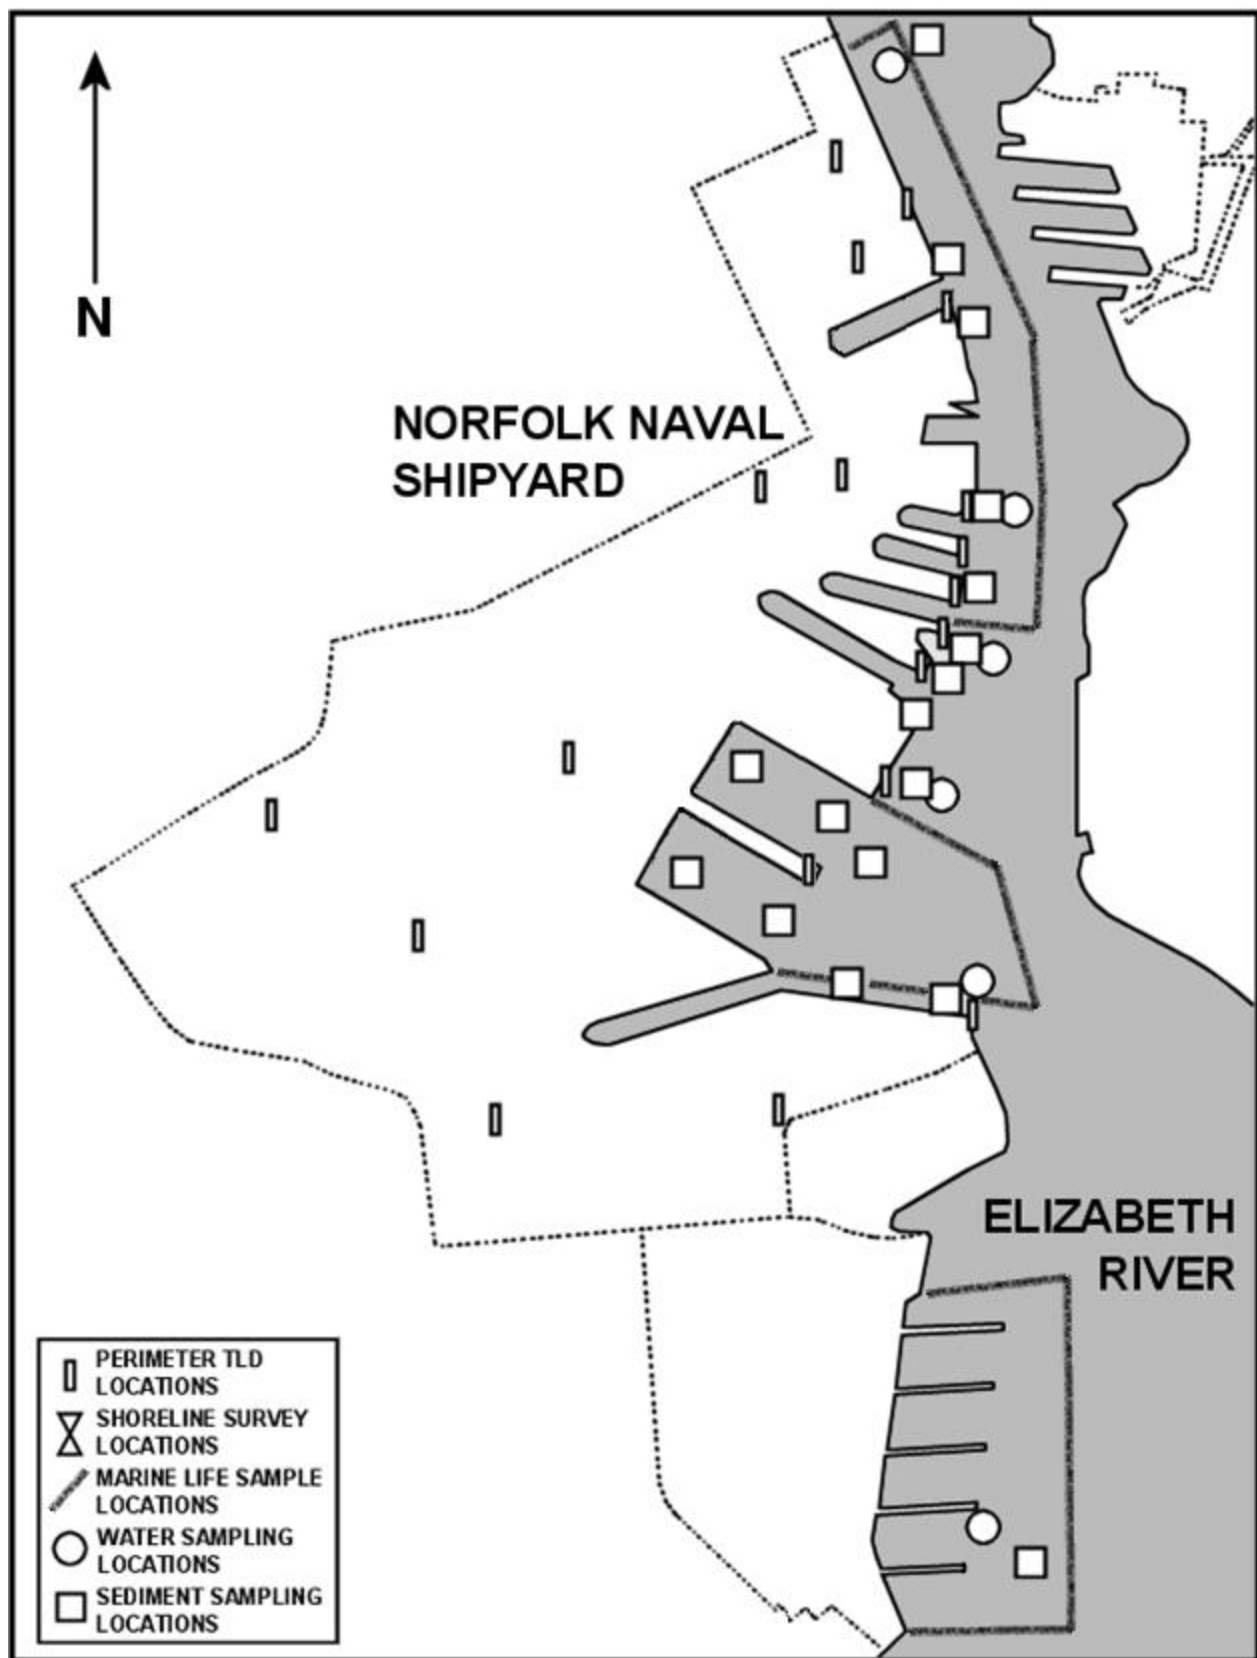 N
NORFOLK NAVAL
SHIPYARD
ELIZABETH
RIVER
PERIMETER TLD
LOCATIONS
SHORELINE SURVEY
LOCATIONS
MARINE LIFE SAMPLE
LOCATIONS
WATER SAMPLING
LOCATIONS
SEDIMENT SAMPLING
LOCATIONS